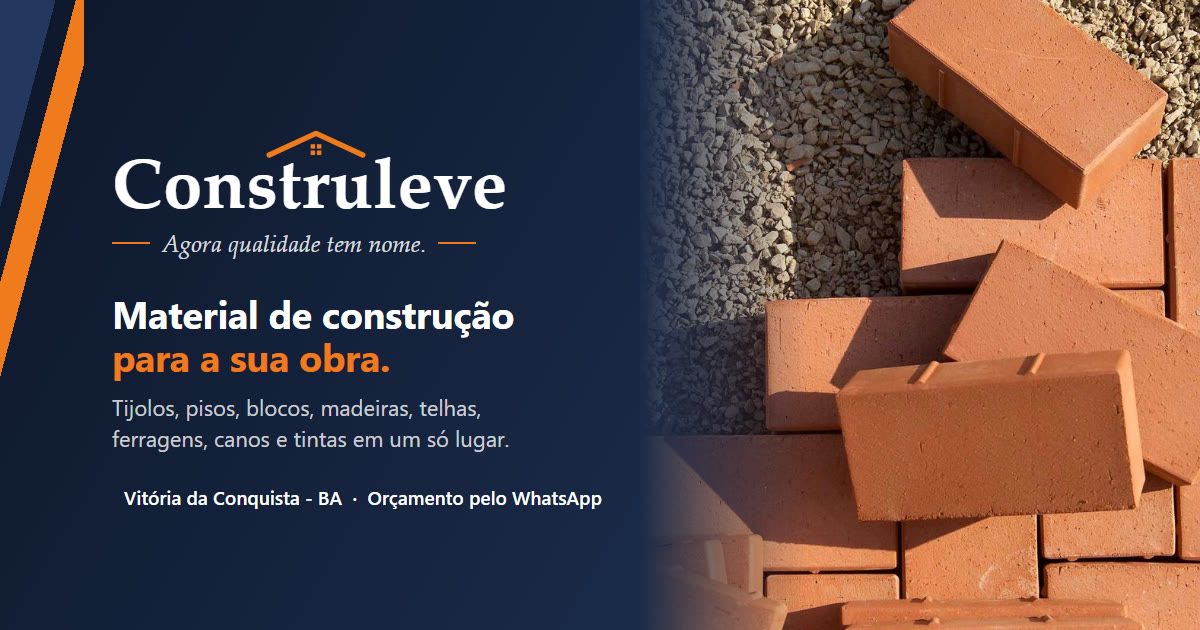 Construleve
Agora qualidade tem nome.
Material de construção
para a sua obra.
Tijolos, pisos, blocos, madeiras, telhas,
ferragens, canos e tintas em um só lugar.
Vitória da Conquista - BA · Orçamento pelo WhatsApp